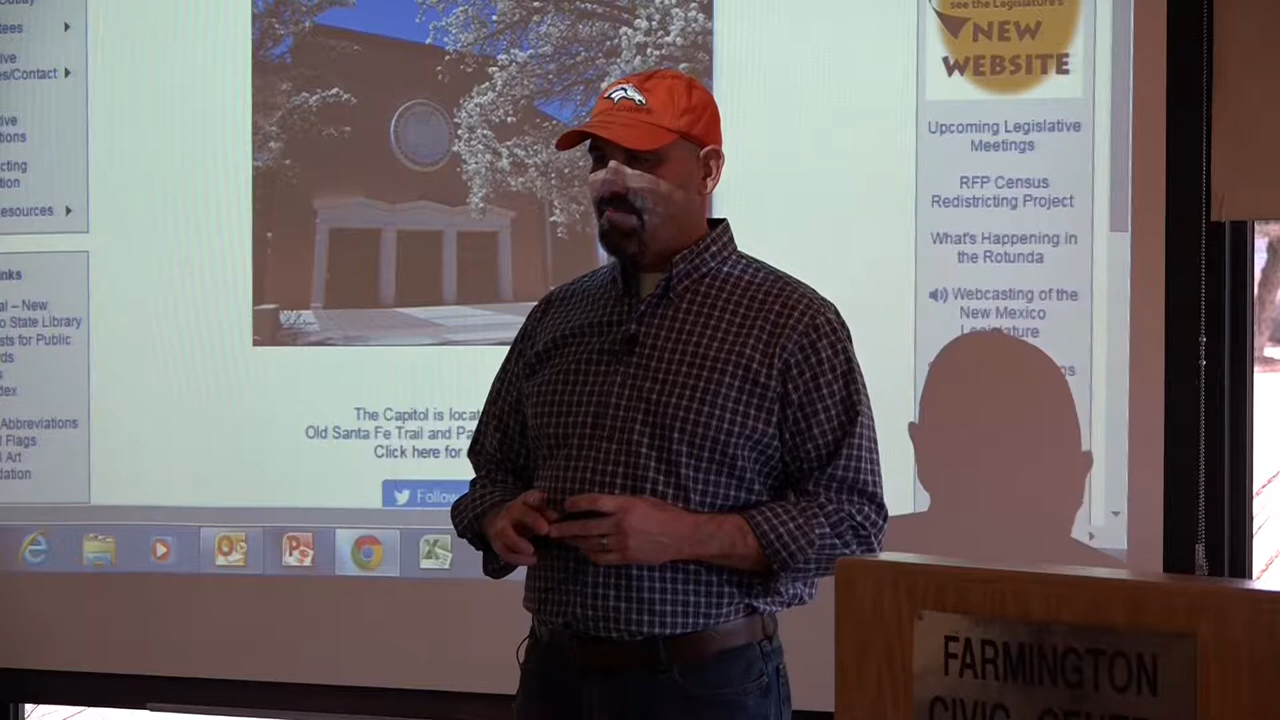 tees
ive
es/Contact
tive
tions
cting
tion
esources
nks
al – New
o State Library
sts for Public
rds
s
dex
Abbreviations
l Flags
l Art
dation
The Capitol is locat
Old Santa Fe Trail and Pa
Click here for
Follow
see the Legislature's
NEW
WEBSITE
Upcoming Legislative
Meetings
RFP Census
Redistricting Project
What's Happening in
the Rotunda
Webcasting of the
New Mexico
Legislature
FARMINGTON
CIVIC CENT